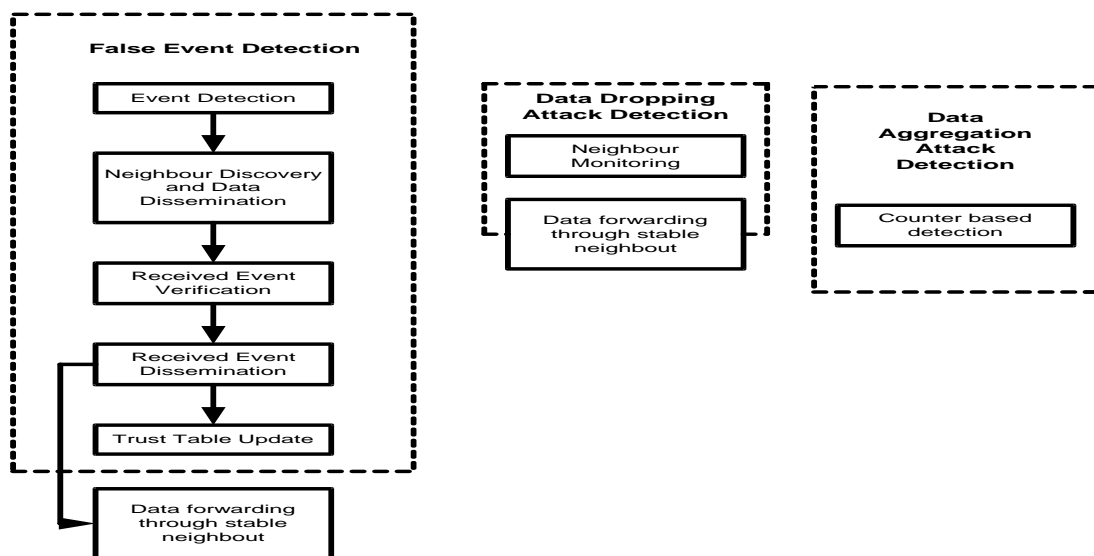 False Event Detection
Event Detection
Neighbour Discovery
and Data
Dissemination
Received Event
Verification
Received Event
Dissemination
Trust Table Update
Data forwarding
through stable
neighbout
Data Dropping
Attack Detection
Neighbour
Monitoring
Data forwarding
through stable
neighbout
Data
Aggregation
Attack
Detection
Counter based
detection